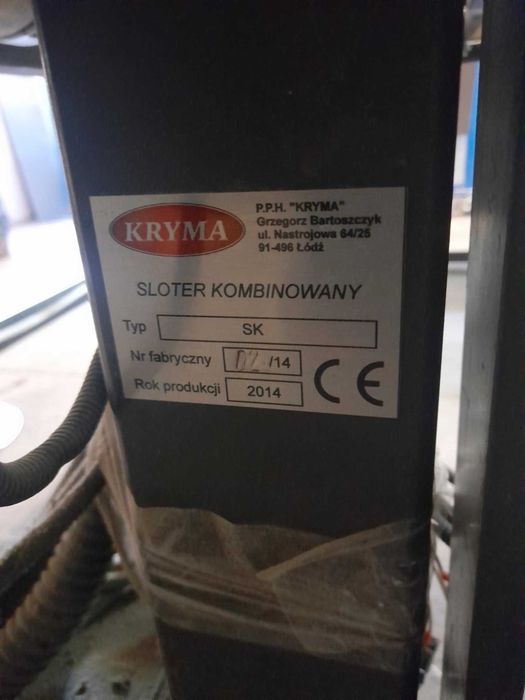 KRYMA
P.P.H. "KRYMA"
Grzegorz Bartoszczyk
ul. Nastrojowa 64/25
91-496 Łódź
SLOTER KOMBINOWANY
Typ SK
Nr fabryczny 02/14
Rok produkcji 2014
CE